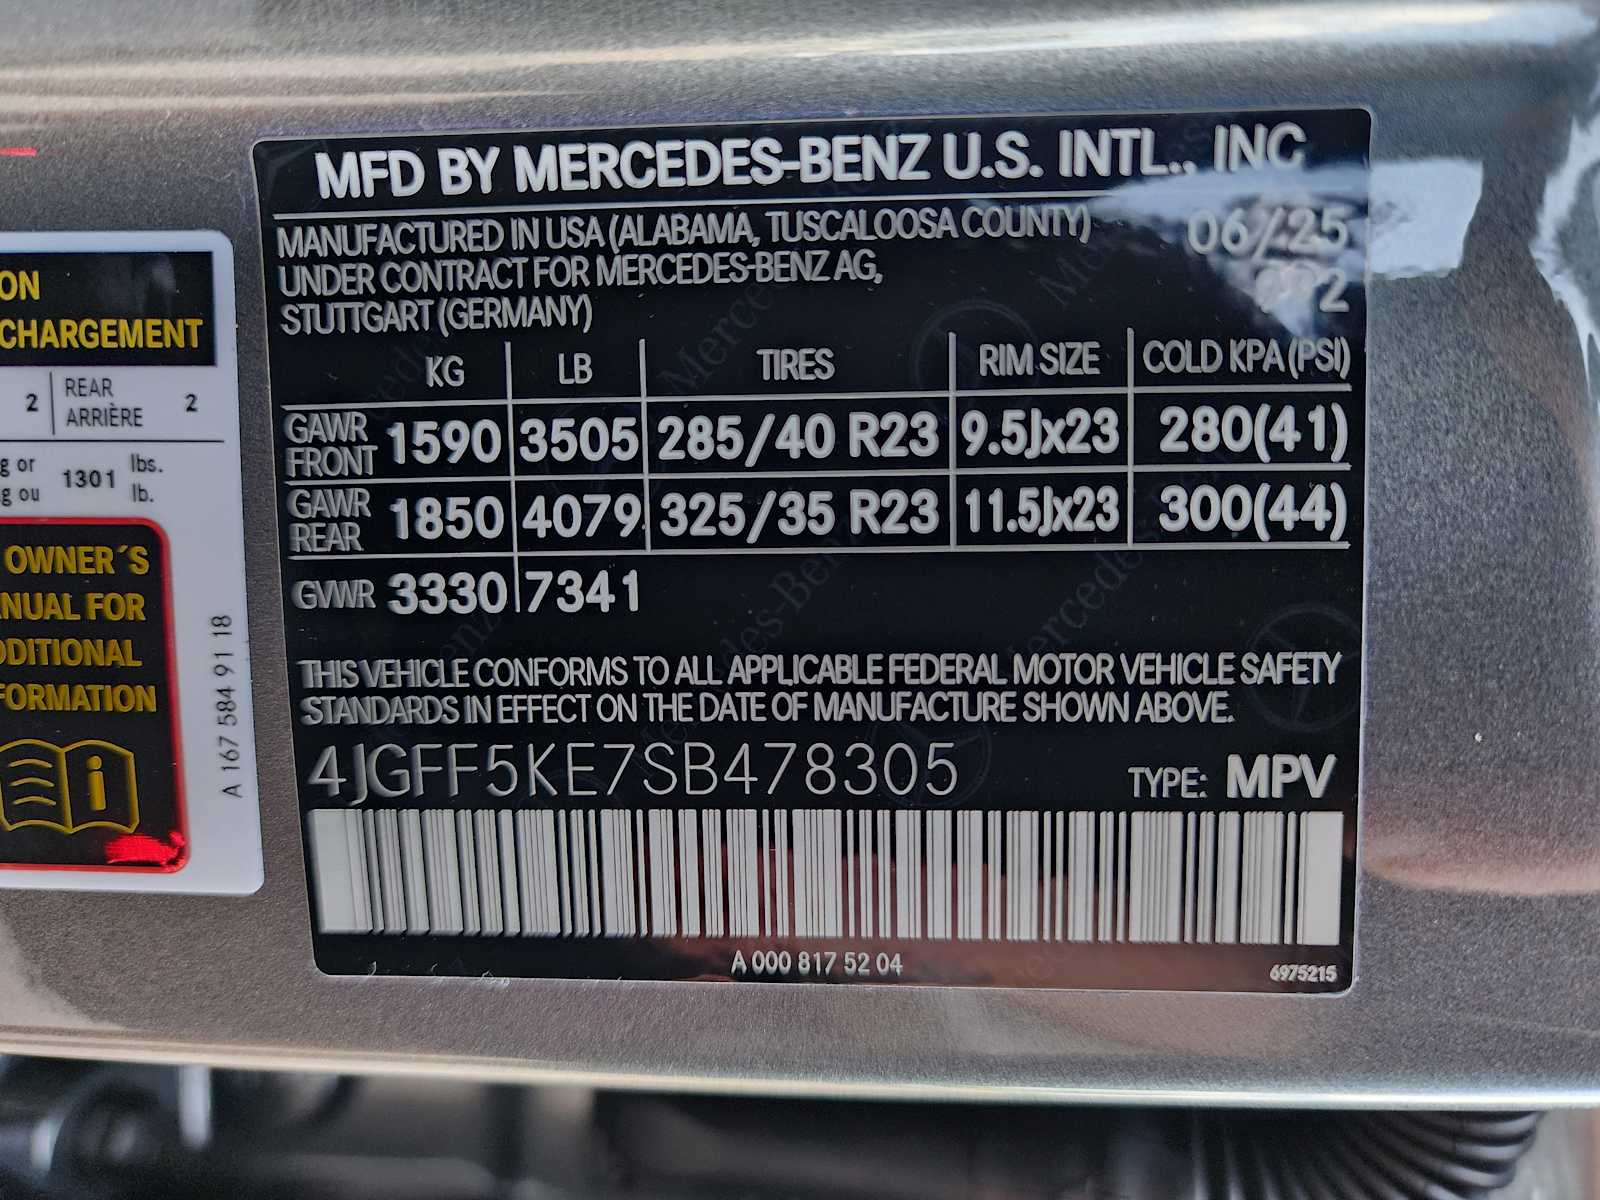 ON
CHARGEMENT
2 REAR ARRIÈRE 2
g or 1301 lbs.
g ou lb.
OWNER´S
NUAL FOR
DDITIONAL
FORMATION
i
A 167 584 91 18
MFD BY MERCEDES-BENZ U.S. INTL., INC
MANUFACTURED IN USA (ALABAMA, TUSCALOOSA COUNTY) 06/25
UNDER CONTRACT FOR MERCEDES-BENZ AG,
STUTTGART (GERMANY)
KG LB TIRES RIM SIZE COLD KPA (PSI)
GAWR FRONT 1590 3505 285/40 R23 9.5Jx23 280(41)
GAWR REAR 1850 4079 325/35 R23 11.5Jx23 300(44)
GVWR 3330 7341
THIS VEHICLE CONFORMS TO ALL APPLICABLE FEDERAL MOTOR VEHICLE SAFETY
STANDARDS IN EFFECT ON THE DATE OF MANUFACTURE SHOWN ABOVE.
4JGFF5KE7SB478305 TYPE: MPV
A 000 817 52 04 6975215